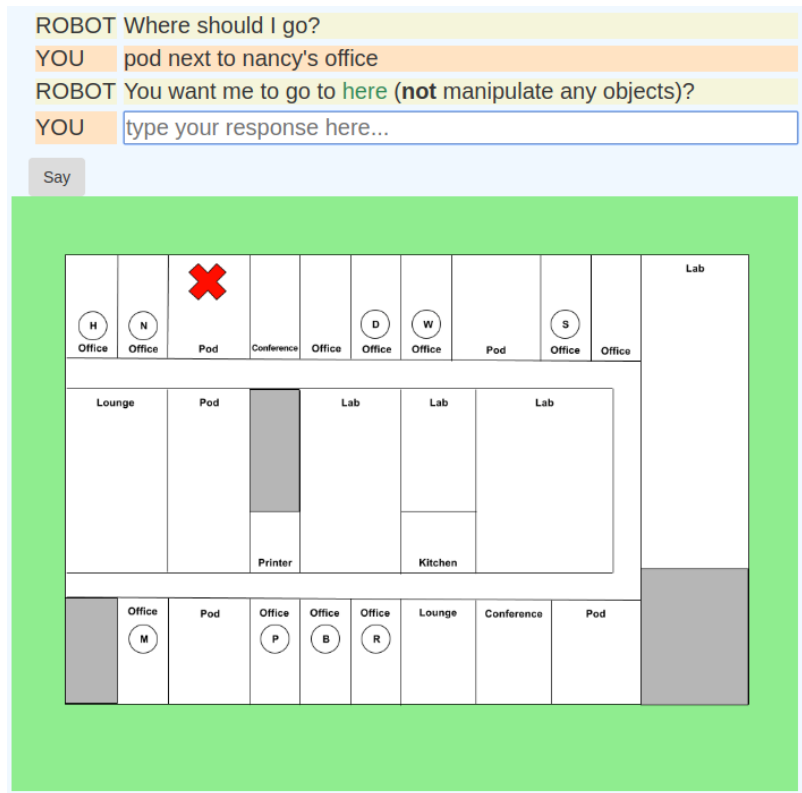 ROBOT Where should I go?
YOU pod next to nancy's office
ROBOT You want me to go to here (not manipulate any objects)?
YOU type your response here...
Say
Lab
H N D W S
Office Office Pod Conference Office Office Office Pod Office Office
Lounge Pod Lab Lab Lab
Printer Kitchen
Office Pod Office Office Office Lounge Conference Pod
M P B R